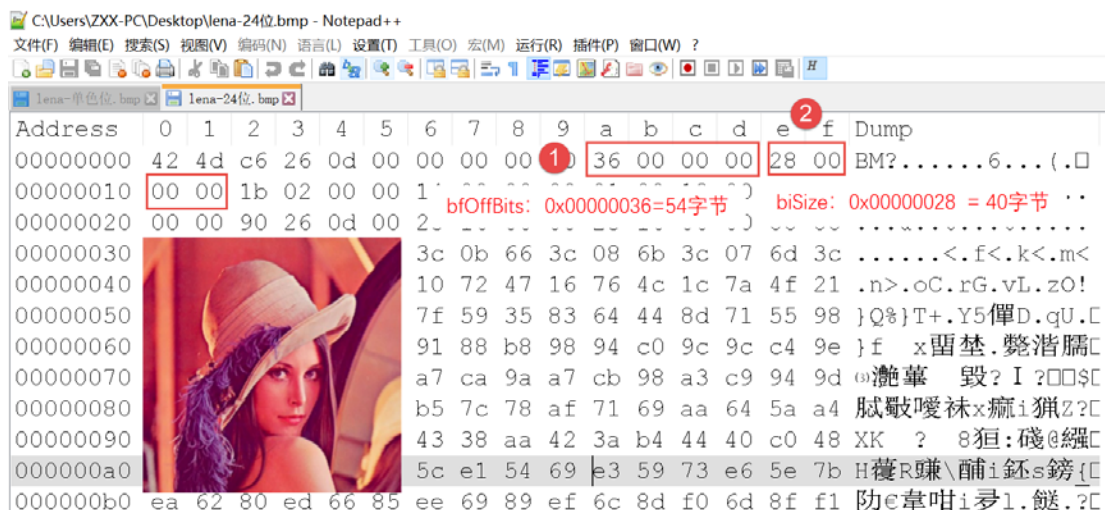 C:\Users\ZXX-PC\Desktop\lena-24位.bmp - Notepad++
文件(F) 编辑(E) 搜索(S) 视图(V) 编码(N) 语言(L) 设置(T) 工具(O) 宏(M) 运行(R) 插件(P) 窗口(W) ?
H
lena-单色位.bmp lena-24位.bmp
2
Address 0 1 2 3 4 5 6 7 8 9 a b c d e f Dump
1
00000000 42 4d c6 26 0d 00 00 00 00 00 36 00 00 00 28 00 BM?......6...(.□
00000010 00 00 1b 02 00 00
bfOffBits: 0x00000036=54字节 biSize: 0x00000028 = 40字节
00000020 00 00 90 26 0d 00
00000030 3c 0b 66 3c 08 6b 3c 07 6d 3c ......<.f<.k<.m<
00000040 10 72 47 16 76 4c 1c 7a 4f 21 .n>.oC.rG.vL.zO!
00000050 7f 59 35 83 64 44 8d 71 55 98 }Q%}T+.Y5僤D.qU.
00000060 91 88 b8 98 94 c0 9c 9c c4 9e }f x
00000070 a7 ca 9a a7 cb 98 a3 c9 94 9d
00000080 b5 7c 78 af 71 69 aa 64 5a a4
00000090 43 38 aa 42 3a b4 44 40 c0 48 XK ?
000000a0 5c e1 54 69 e3 59 73 e6 5e 7b
000000b0 ea 62 80 ed 66 85 ee 69 89 ef 6c 8d f0 6d 8f f1